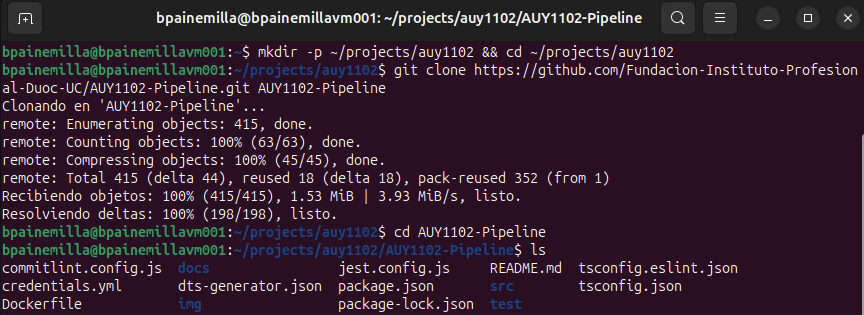 bpainemilla@bpainemillavm001: ~/projects/auy1102/AUY1102-Pipeline
bpainemilla@bpainemillavm001:~$ mkdir -p ~/projects/auy1102 && cd ~/projects/auy1102
bpainemilla@bpainemillavm001:~/projects/auy1102$ git clone https://github.com/Fundacion-Instituto-Profesion
al-Duoc-UC/AUY1102-Pipeline.git AUY1102-Pipeline
Clonando en 'AUY1102-Pipeline'...
remote: Enumerating objects: 415, done.
remote: Counting objects: 100% (63/63), done.
remote: Compressing objects: 100% (45/45), done.
remote: Total 415 (delta 44), reused 18 (delta 18), pack-reused 352 (from 1)
Recibiendo objetos: 100% (415/415), 1.53 MiB | 3.93 MiB/s, listo.
Resolviendo deltas: 100% (198/198), listo.
bpainemilla@bpainemillavm001:~/projects/auy1102$ cd AUY1102-Pipeline
bpainemilla@bpainemillavm001:~/projects/auy1102/AUY1102-Pipeline$ ls
commitlint.config.js docs jest.config.js README.md tsconfig.eslint.json
credentials.yml dts-generator.json package.json src tsconfig.json
Dockerfile img package-lock.json test